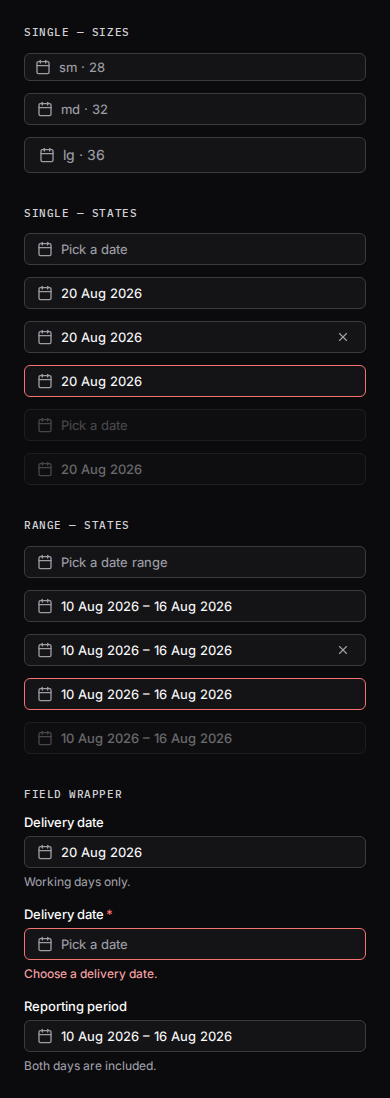 SINGLE — SIZES
sm · 28
md · 32
lg · 36
SINGLE — STATES
Pick a date
20 Aug 2026
20 Aug 2026
20 Aug 2026
Pick a date
20 Aug 2026
RANGE — STATES
Pick a date range
10 Aug 2026 – 16 Aug 2026
10 Aug 2026 – 16 Aug 2026
10 Aug 2026 – 16 Aug 2026
10 Aug 2026 – 16 Aug 2026
FIELD WRAPPER
Delivery date
20 Aug 2026
Working days only.
Delivery date *
Pick a date
Choose a delivery date.
Reporting period
10 Aug 2026 – 16 Aug 2026
Both days are included.